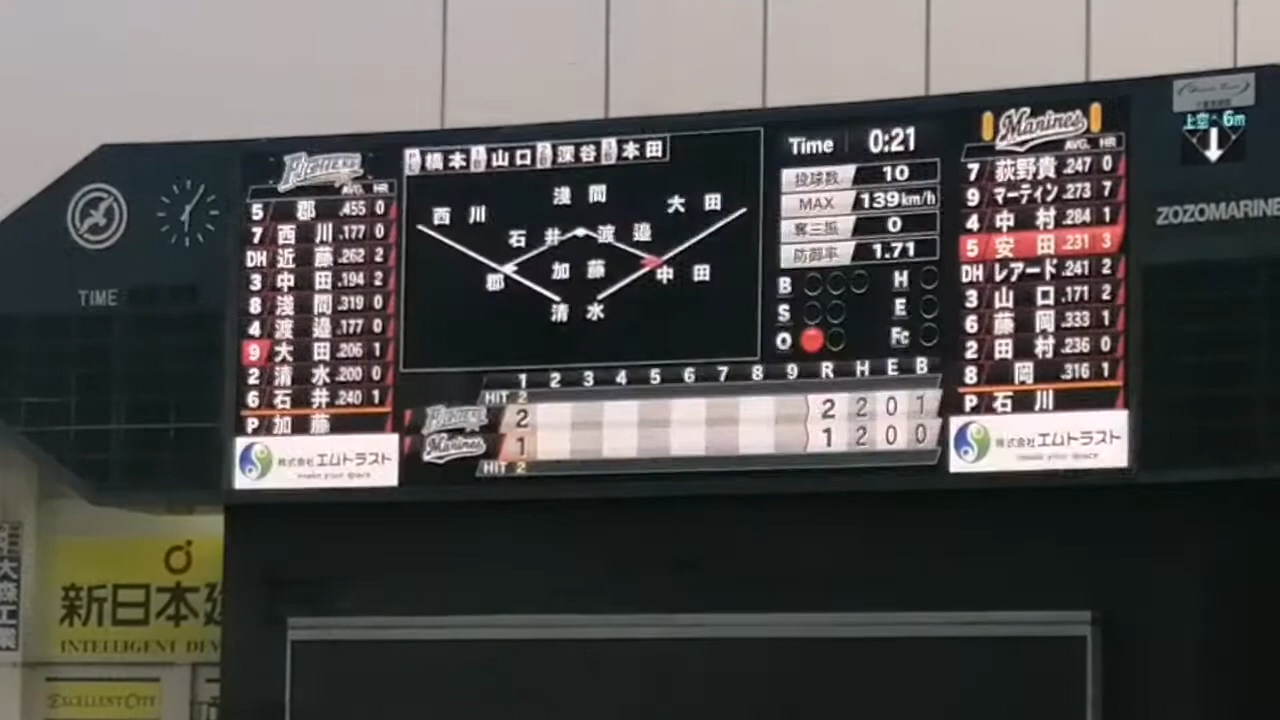 TIME
FIGHTERS
AVG. HR
5 郡 .455 0
7 西川 .177 0
DH 近藤 .262 2
3 中田 .194 2
8 浅間 .319 0
4 渡邉 .177 0
9 大田 .206 1
2 清水 .200 0
6 石井 .240 1
P 加藤
株式会社エムトラスト
make your space
橋本 山口 深谷 本田
浅間
西川 大田
石井 渡邉
郡 加藤 中田
清水
Time 0:21
投球数 10
MAX 139km/h
奪三振 0
防御率 1.71
B H
S E
O Fc
1 2 3 4 5 6 7 8 9 R H E B
HIT 2
Fighters 2 2 2 0 1
Marines 1 1 2 0 0
HIT 2
Marines
AVG. HR
7 荻野貴 .247 0
9 マーティン .273 7
4 中村 .284 1
5 安田 .231 3
DH レアード .241 2
3 山口 .171 2
6 藤岡 .333 1
2 田村 .236 0
8 岡 .316 1
P 石川
株式会社エムトラスト
make your space
上空 6m
ZOZOMARINE
大
工業
新日本建
INTELLIGENT DEV
EXCELLENT CITY